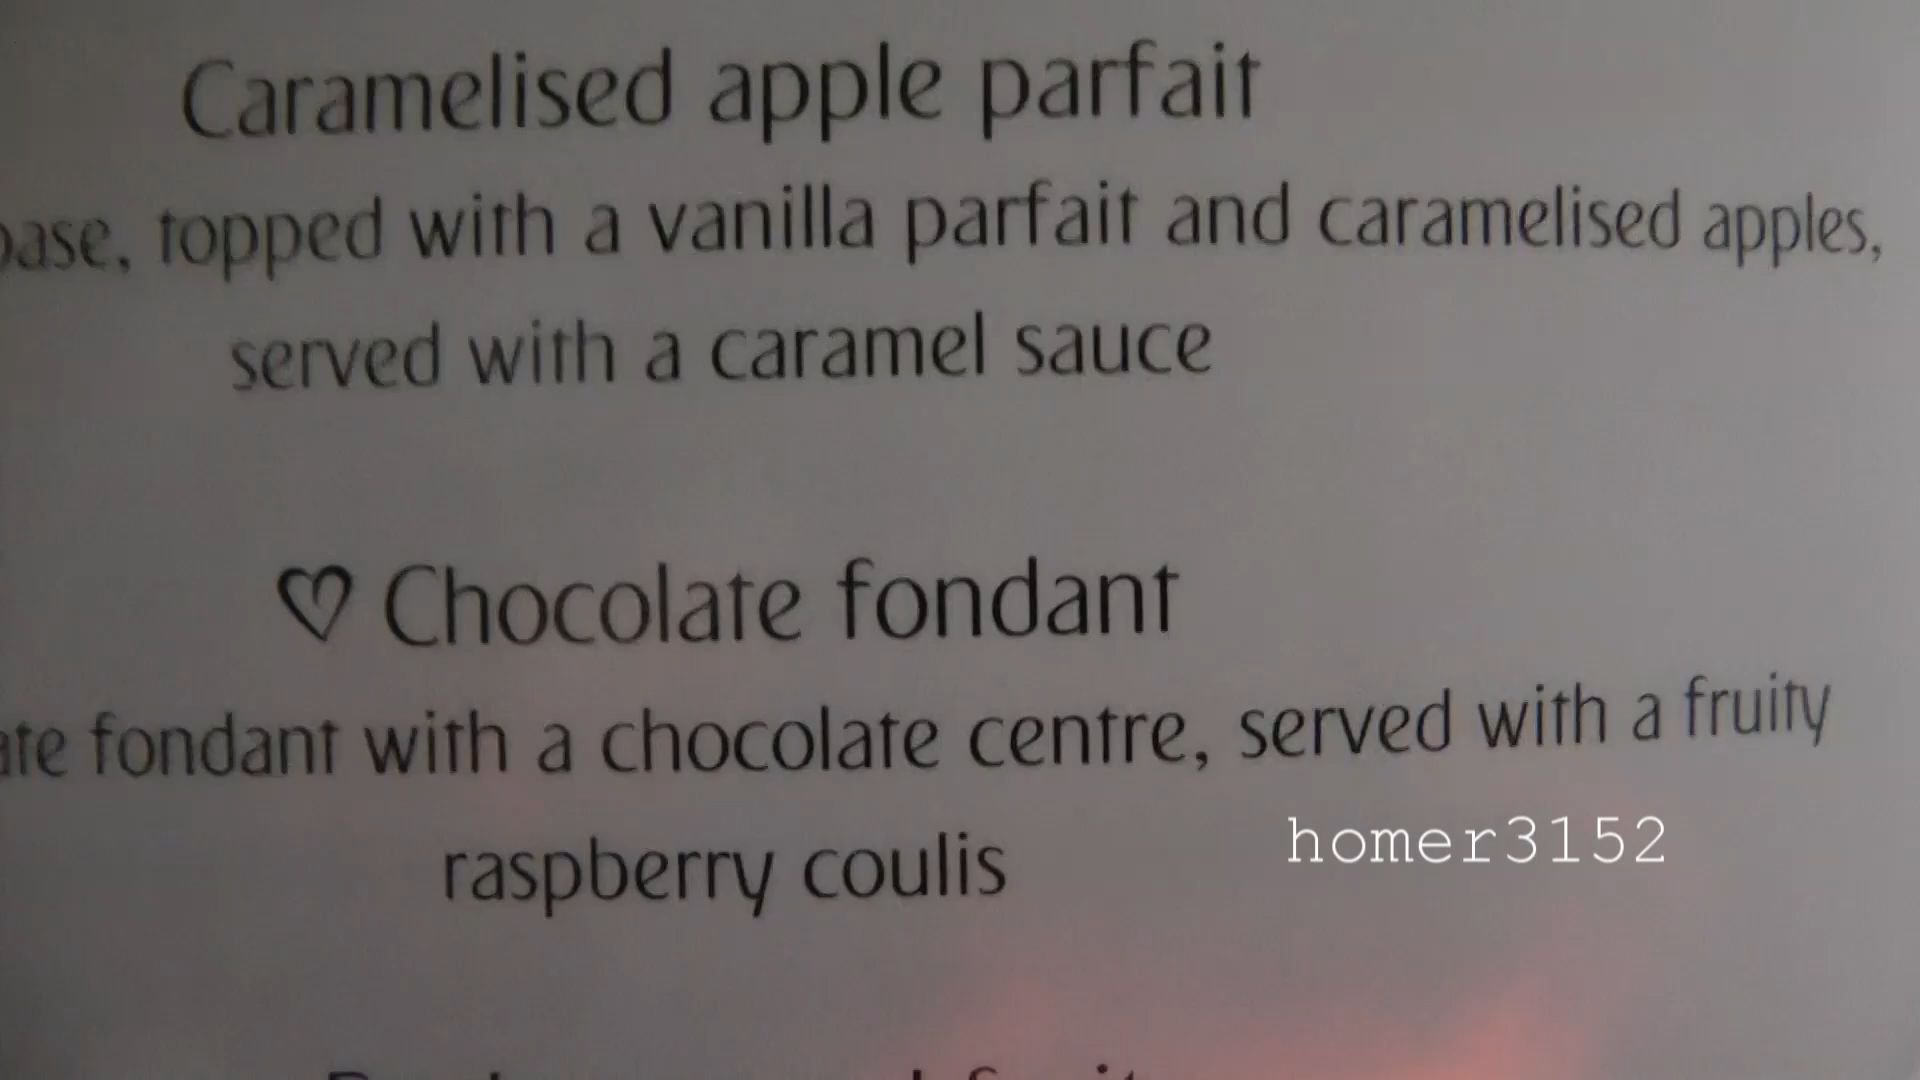 Caramelised apple parfait
base, topped with a vanilla parfait and caramelised apples,
served with a caramel sauce
♡ Chocolate fondant
fondant with a chocolate centre, served with a fruity
raspberry coulis
homer3152